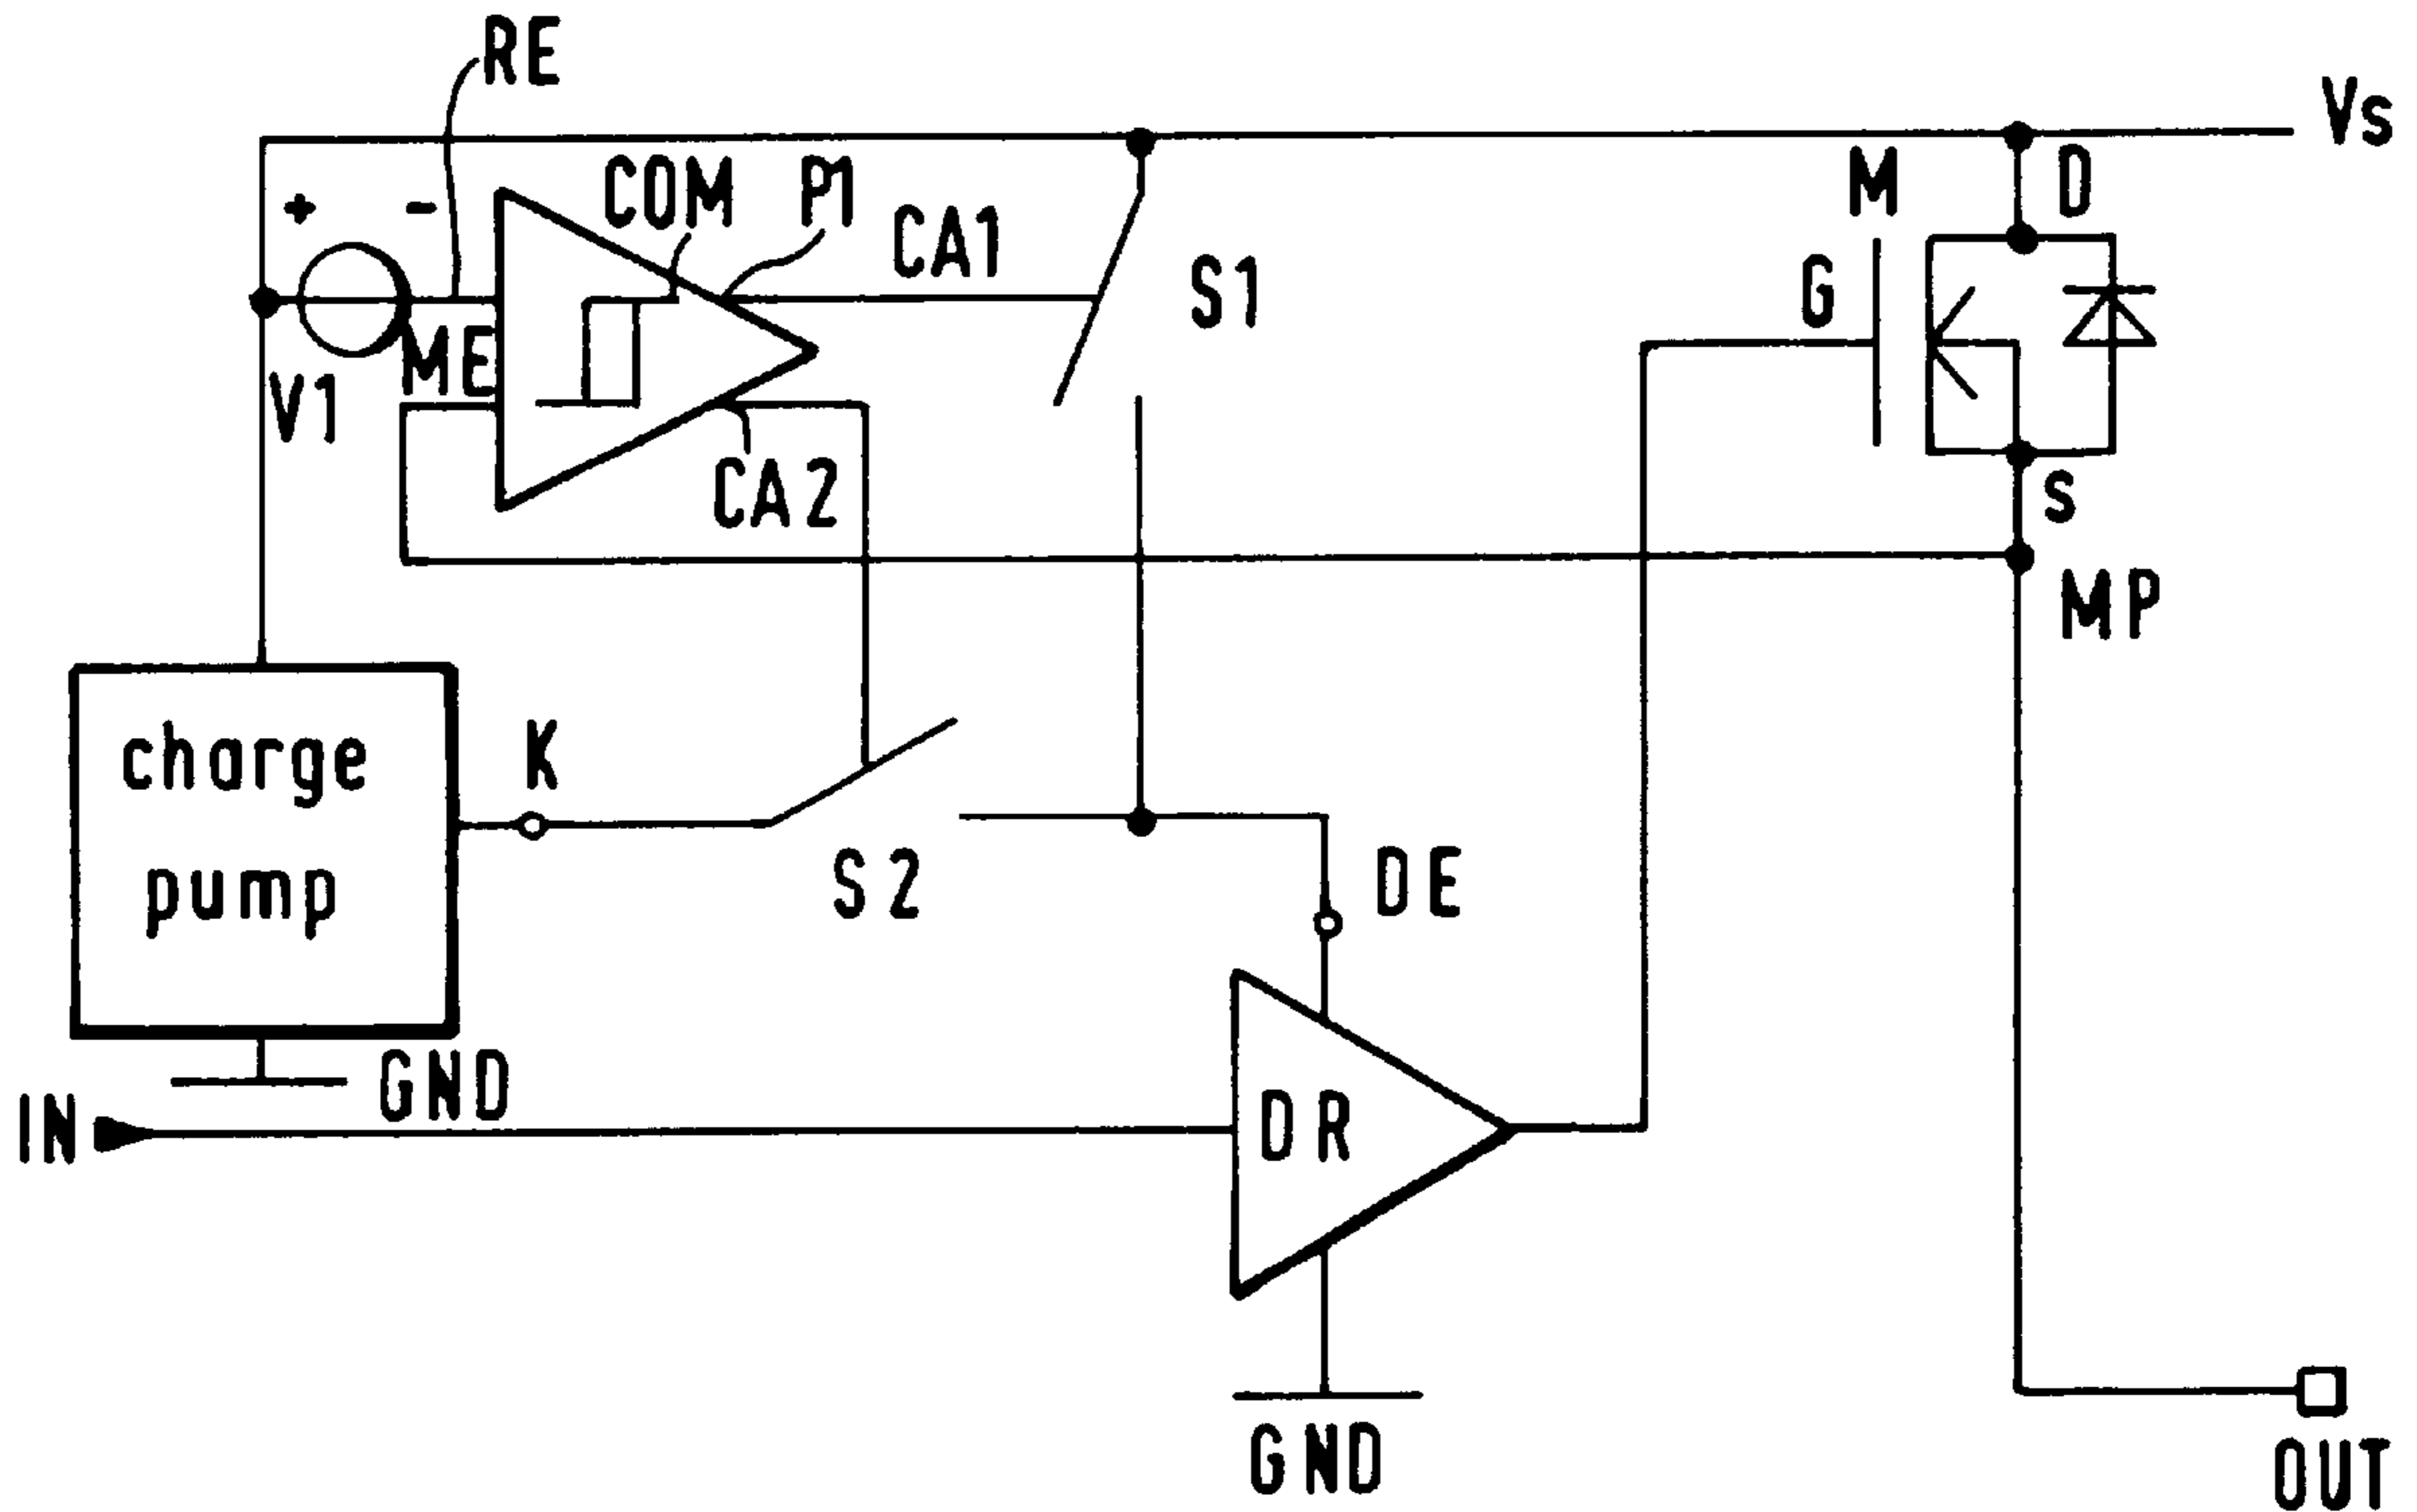 RE
Vs
COM
P1
M
D
+
-
CA1
S1
G
ME
V1
CA2
S
MP
charge
pump
K
S2
DE
GND
IN
DR
GND
OUT